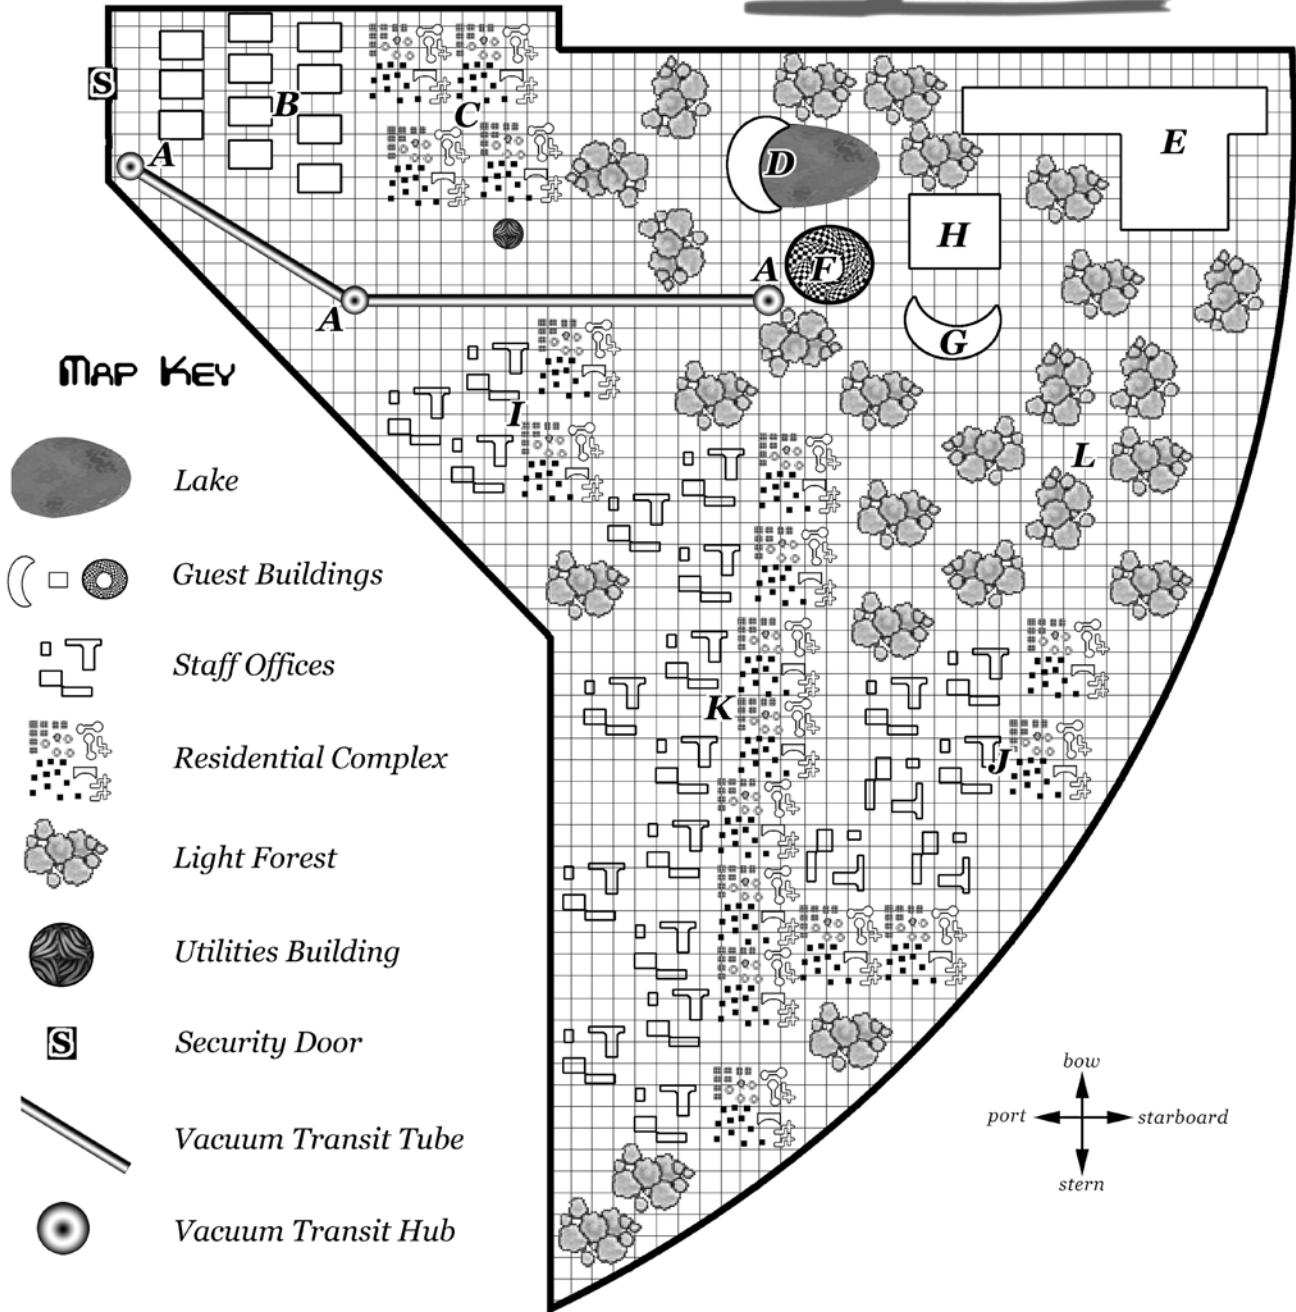 S
A
B
C
D
E
A
F
H
A
G
MAP KEY
I
Lake
L
Guest Buildings
Staff Offices
K
Residential Complex
J
Light Forest
Utilities Building
S
Security Door
bow
port
starboard
Vacuum Transit Tube
stern
Vacuum Transit Hub